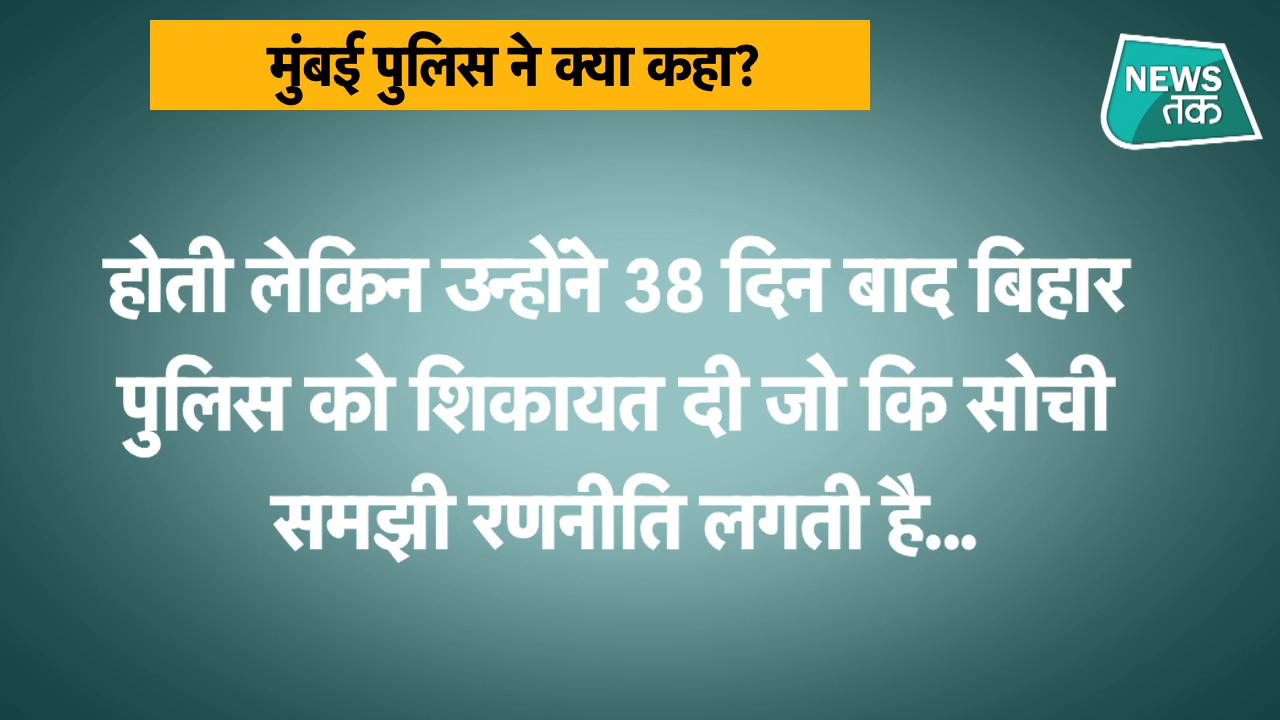 मुंबई पुलिस ने क्या कहा?
NEWS
तक
होती लेकिन उन्होंने 38 दिन बाद बिहार
पुलिस को शिकायत दी जो कि सोची
समझी रणनीति लगती है...